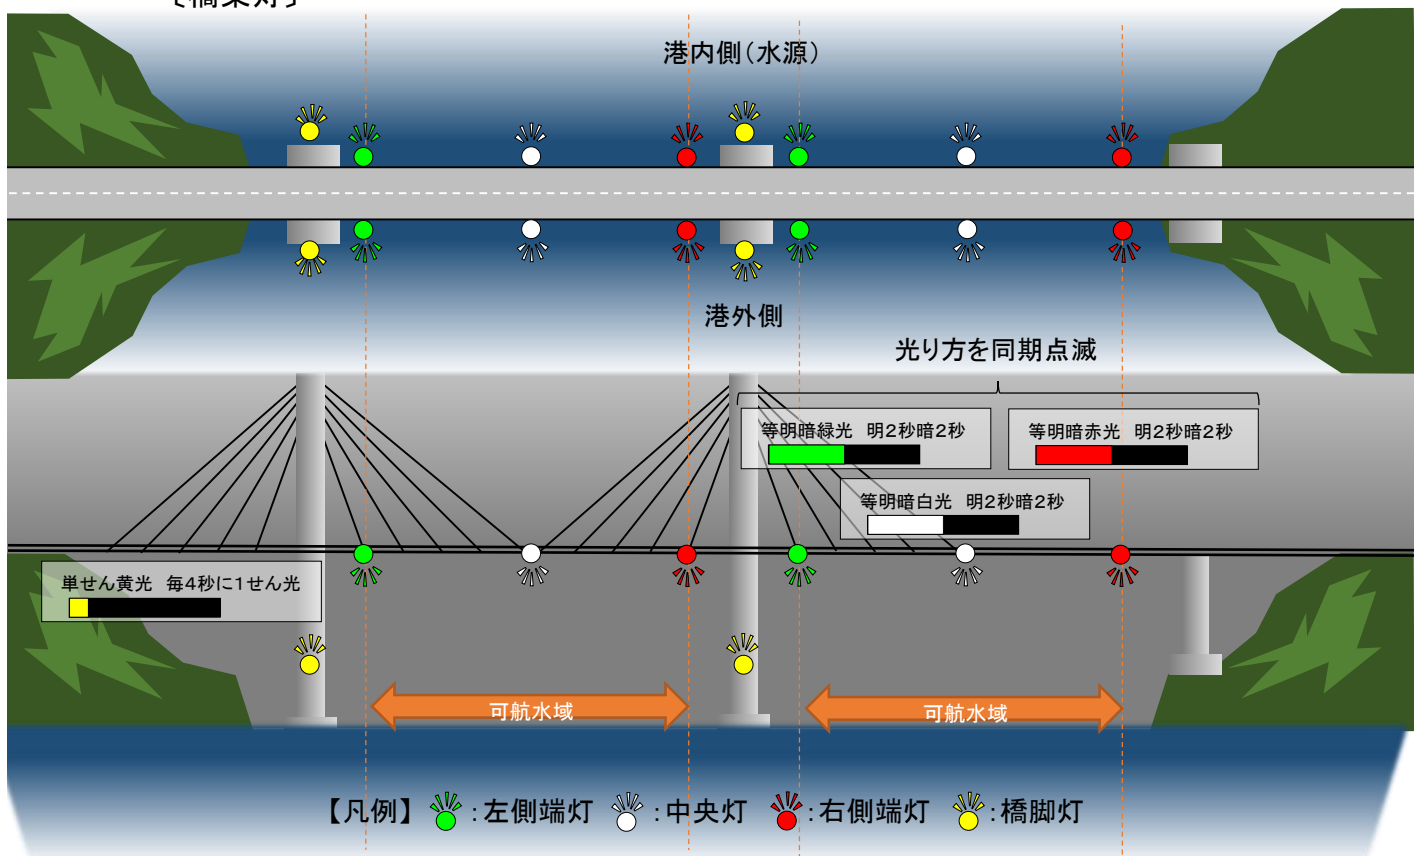 〔橋梁灯〕
港内側（水源）
港外側
光り方を同期点滅
等明暗緑光　明２秒暗２秒
等明暗赤光　明２秒暗２秒
等明暗白光　明２秒暗２秒
単せん黄光　毎４秒に１せん光
可航水域
可航水域
【凡例】　：左側端灯　：中央灯　：右側端灯　：橋脚灯